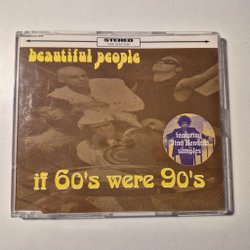 STEREO
beautiful people
featuring
Jimi Hendrix
samples
if 60's were 90's